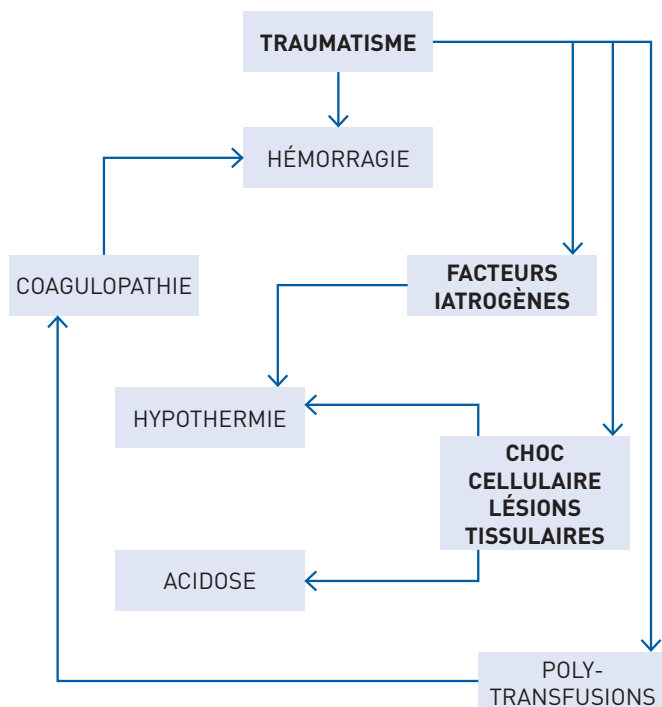 TRAUMATISME
HÉMORRAGIE
COAGULOPATHIE
FACTEURS
IATROGÈNES
HYPOTHERMIE
CHOC
CELLULAIRE
LÉSIONS
TISSULAIRES
ACIDOSE
POLY-
TRANSFUSIONS